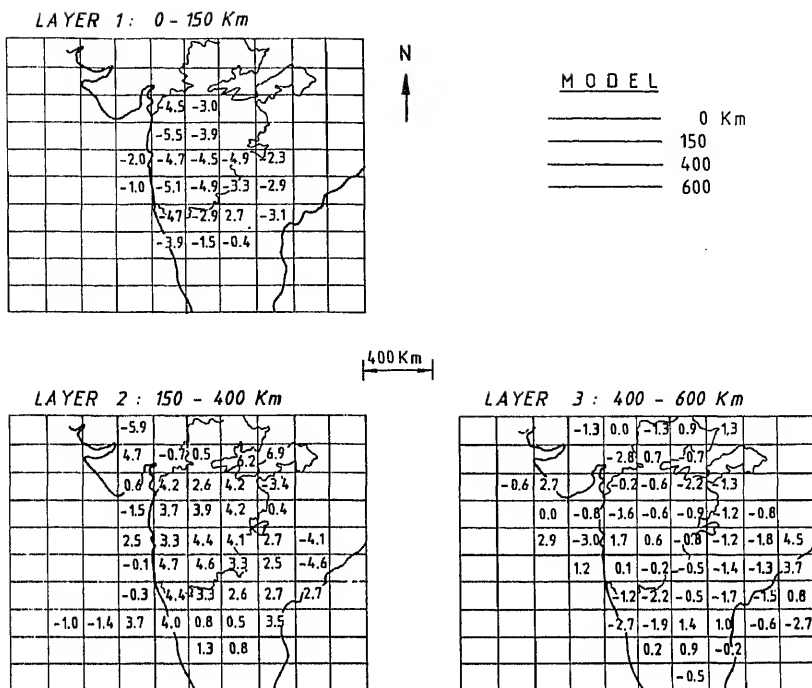 LAYER 1: 0-150 Km
N
MODEL
0 Km
150
400
600
-4.5 -3.0
-5.5 -3.9
-2.0 -4.7 -4.5 -4.9 -2.3
-1.0 -5.1 -4.9 -3.3 -2.9
-47 -2.9 2.7 -3.1
-3.9 -1.5 -0.4
400 Km
LAYER 2: 150 - 400 Km
-5.9
4.7 -0.7 0.5 6.9
0.6 4.2 2.6 4.2 -3.4
-1.5 3.7 3.9 4.2 0.4
2.5 3.3 4.4 4.1 2.7 -4.1
-0.1 4.7 4.6 3.3 2.5 -4.6
-0.3 4.4 3.3 2.6 2.7 2.7
-1.0 -1.4 3.7 4.0 0.8 0.5 3.5
1.3 0.8
LAYER 3: 400 - 600 Km
-1.3 0.0 -1.3 0.9 1.3
-2.8 0.7 -0.7
-0.6 2.7 -0.2 -0.6 -2.2 1.3
0.0 -0.8 -1.6 -0.6 -0.9 -1.2 -0.8
2.9 -3.0 1.7 0.6 -0.8 -1.2 -1.8 4.5
1.2 0.1 -0.2 -0.5 -1.4 -1.3 3.7
-1.2 -2.2 -0.5 -1.7 -1.5 0.8
-2.7 -1.9 1.4 1.0 -0.6 -2.7
0.2 0.9 -0.2
-0.5